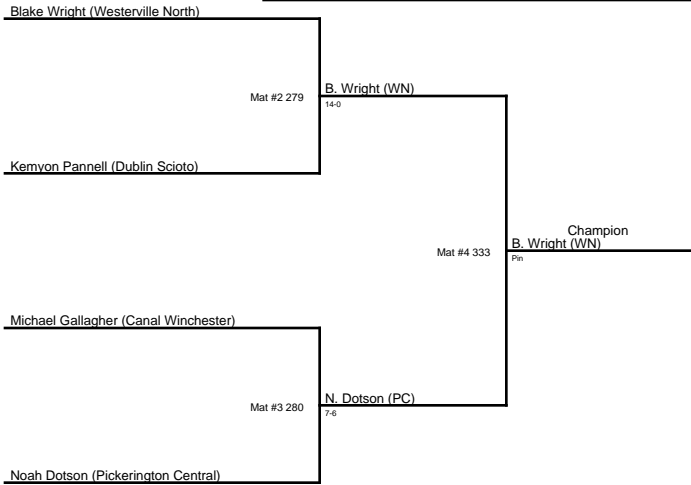 Blake Wright (Westerville North)
Mat #2 279
B. Wright (WN)
14-0
Kemyon Pannell (Dublin Scioto)
Champion
Mat #4 333
B. Wright (WN)
Pin
Michael Gallagher (Canal Winchester)
Mat #3 280
N. Dotson (PC)
7-6
Noah Dotson (Pickerington Central)